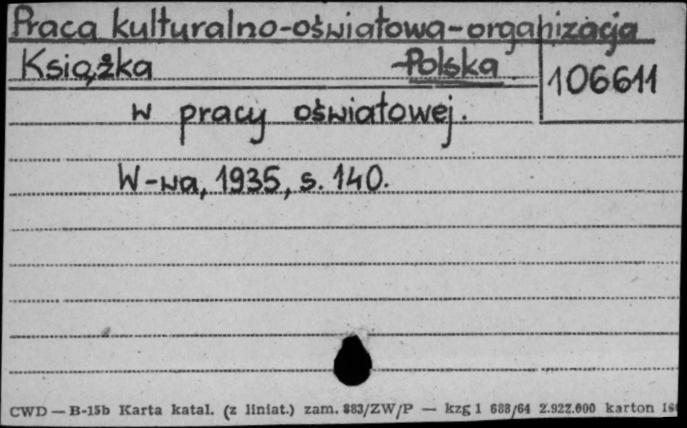 Praca kulturalno-oświatowa-organizacja
Książka -Polska
106611
w pracy oświatowej.
W-wa, 1935, s. 140.
CWD — B-15b Karta katal. (z liniat.) zam. 883/ZW/P — kzg 1 688/64 2.922.000 karton